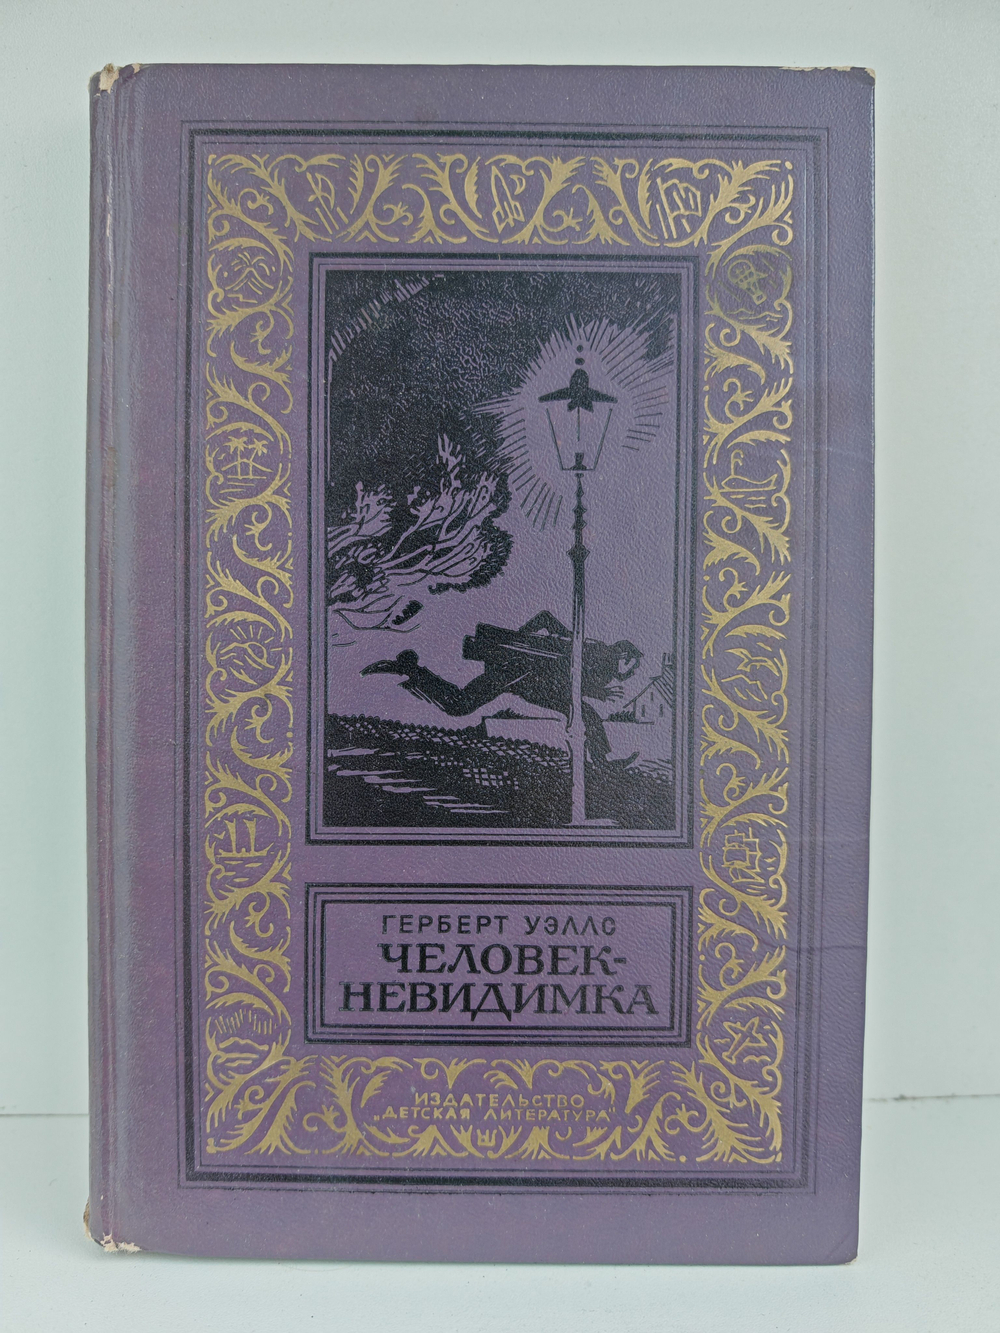 ГЕРБЕРТ УЭЛЛС
ЧЕЛОВЕК-
НЕВИДИМКА
ИЗДАТЕЛЬСТВО
„ДЕТСКАЯ ЛИТЕРАТУРА"